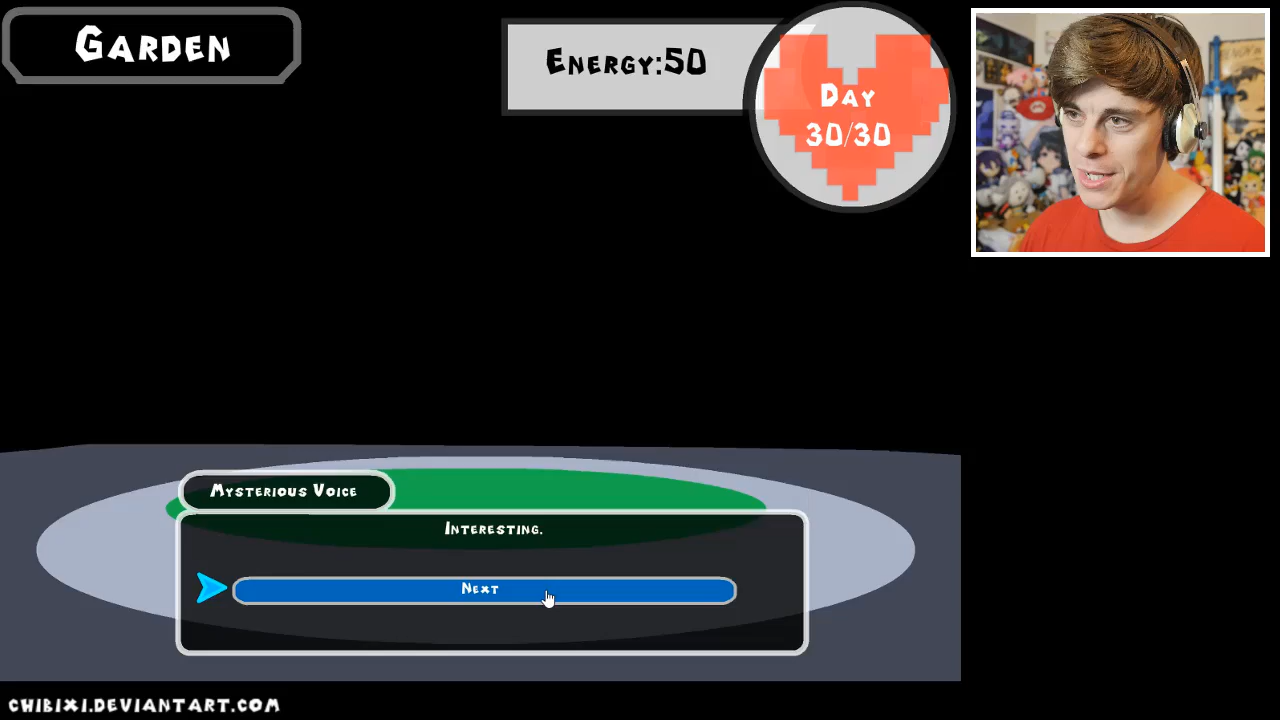 Garden
Energy:50
Day
30/30
Mysterious Voice
Interesting.
Next
chibixi.deviantart.com